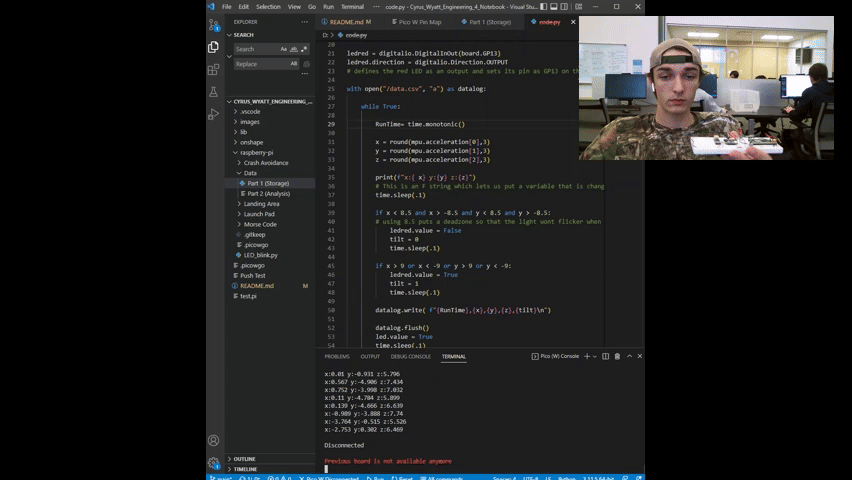 File Edit Selection View Go Run Terminal ... code.py - Cyrus_Wyatt_Engineering_4_Notebook - Visual Stu...
EXPLORER
README.md M Pico W Pin Map Part 1 (Storage) code.py
code.py
SEARCH
Search
Replace
CYRUS_WYATT_ENGINEERING_...
.vscode
images
lib
onshape
raspberry-pi
Crash Avoidance
Data
Part 1 (Storage)
Part 2 (Analysis)
Landing Area
Launch Pad
Morse Code
.gitkeep
.picowgo
LED_blink.py
.picowgo
Push Test
README.md M
test.pi
OUTLINE
TIMELINE
20
21 ledred = digitalio.DigitalInOut(board.GP13)
22 ledred.direction = digitalio.Direction.OUTPUT
23 # defines the red LED as an output and sets its pin as GP13 on th
24
25 with open("/data.csv", "a") as datalog:
26
27 while True:
28
29 RunTime= time.monotonic()
30
31 x = round(mpu.acceleration[0],3)
32 y = round(mpu.acceleration[1],3)
33 z = round(mpu.acceleration[2],3)
34
35 print(f"x:{ x} y:{y} z:{z}")
36 # This is an F string which lets us put a variable that is chang
37 time.sleep(.1)
38
39 if x < 8.5 and x > -8.5 and y < 8.5 and y > -8.5:
40 # using 8.5 puts a deadzone so that the light wont flicker when
41 ledred.value = False
42 tilt = 0
43 time.sleep(.1)
44
45 if x > 9 or x < -9 or y > 9 or y < -9:
46 ledred.value = True
47 tilt = 1
48 time.sleep(.1)
49
50 datalog.write( f"{RunTime},{x},{y},{z},{tilt}\n")
51
52 datalog.flush()
53 led.value = True
54 time.sleep(.1)
PROBLEMS OUTPUT DEBUG CONSOLE TERMINAL Pico (W) Console
x:0.01 y:-0.931 z:5.796
x:0.567 y:-4.906 z:7.434
x:0.752 y:-3.998 z:7.032
x:0.11 y:-4.784 z:5.899
x:0.139 y:-4.666 z:6.639
x:-0.989 y:-3.888 z:7.74
x:-3.764 y:-0.515 z:5.526
x:-2.753 y:0.302 z:6.469
Disconnected
Previous board is not available anymore
main* Pico W Disconnected Run Reset All commands Spaces: 4 UTF-8 Python 3.11.5 64-bit